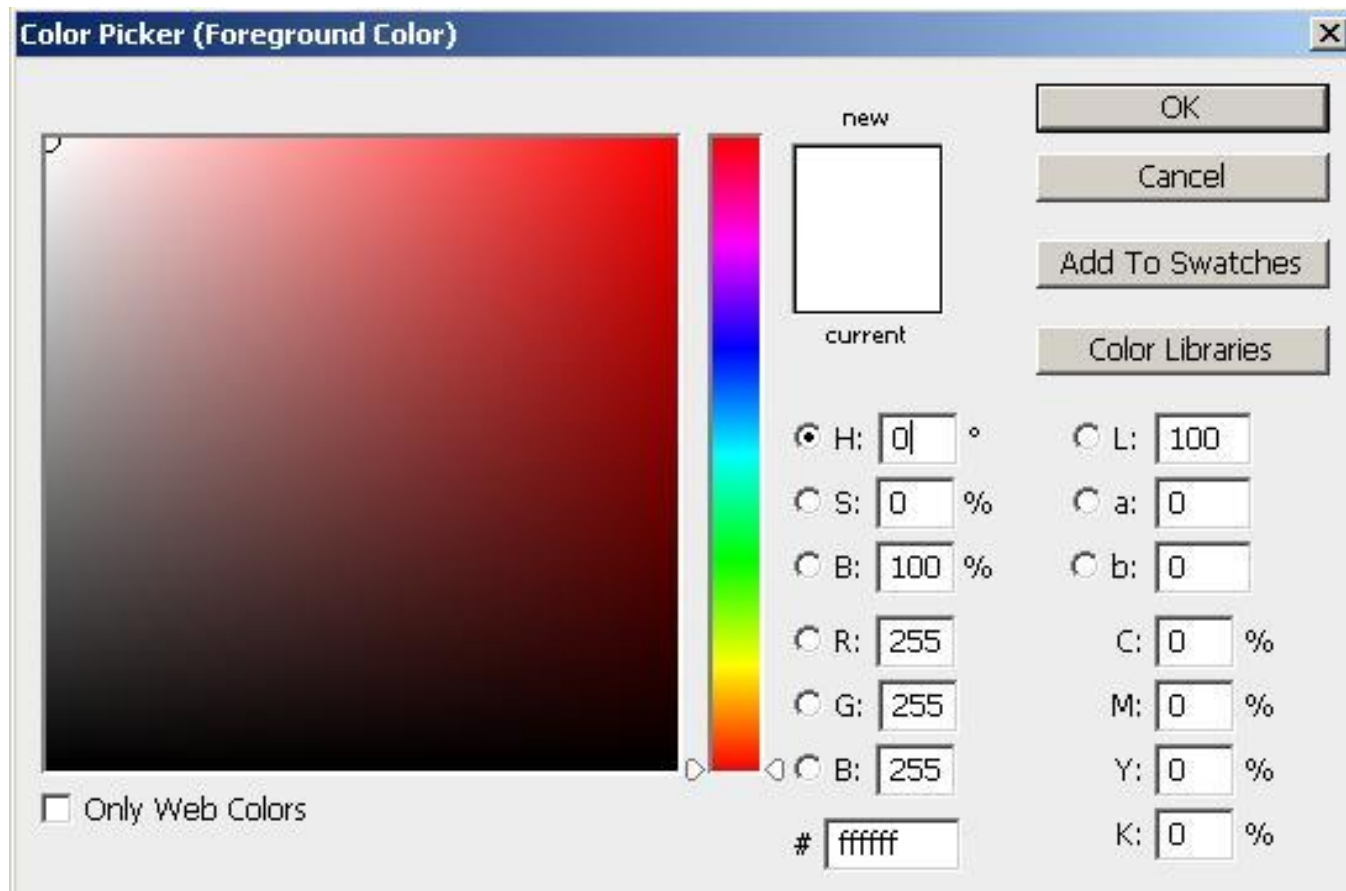 Color Picker (Foreground Color)
new
current
OK
Cancel
Add To Swatches
Color Libraries
H: 0 °
S: 0 %
B: 100 %
R: 255
G: 255
B: 255
# ffffff
L: 100
a: 0
b: 0
C: 0 %
M: 0 %
Y: 0 %
K: 0 %
Only Web Colors